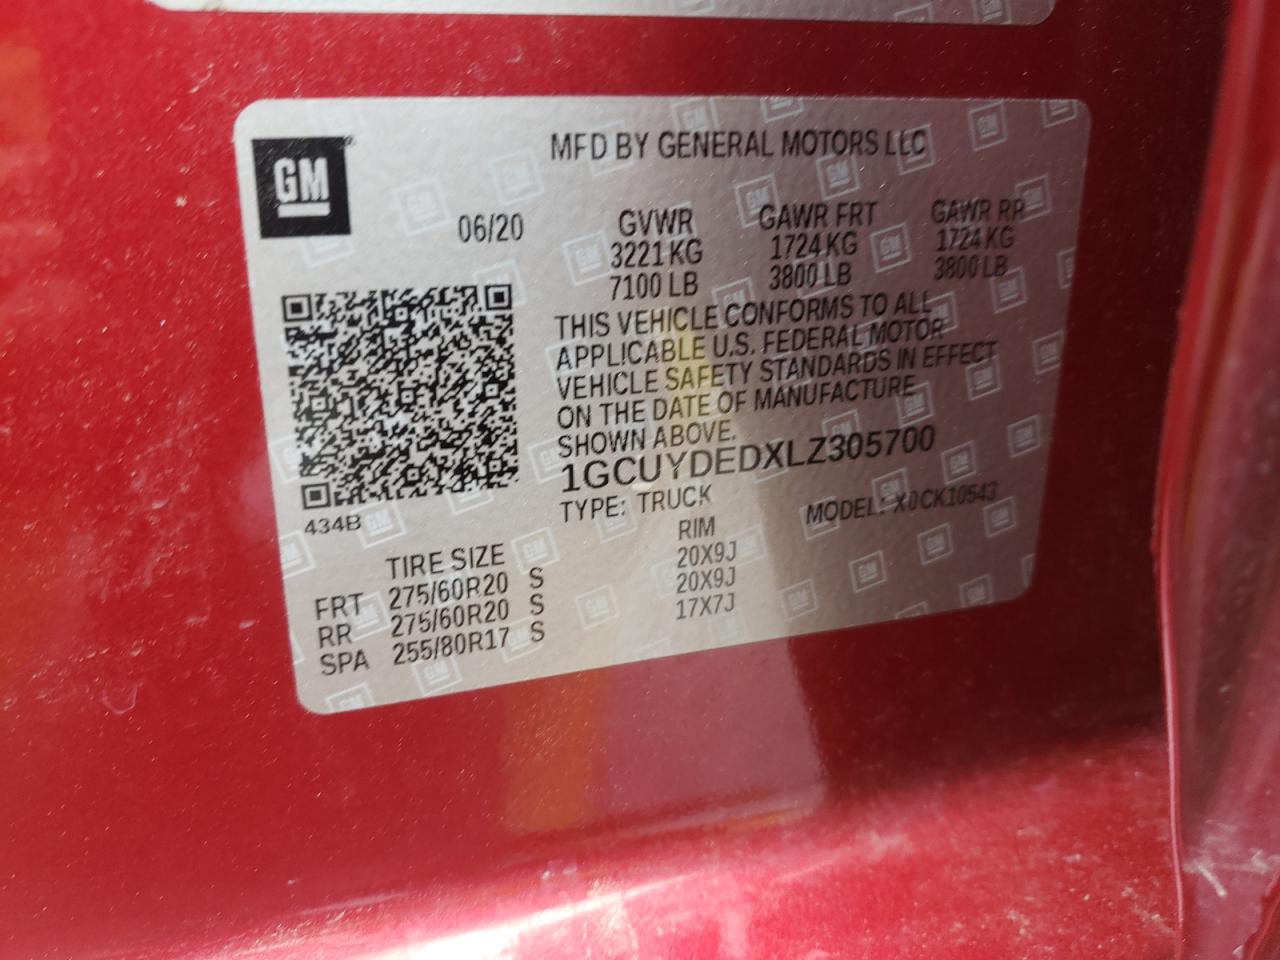 GM
MFD BY GENERAL MOTORS LLC
06/20
GVWR GAWR FRT GAWR RR
3221 KG 1724 KG 1724 KG
7100 LB 3800 LB 3800 LB
THIS VEHICLE CONFORMS TO ALL
APPLICABLE U.S. FEDERAL MOTOR
VEHICLE SAFETY STANDARDS IN EFFECT
ON THE DATE OF MANUFACTURE
SHOWN ABOVE.
1GCUYDEDXLZ305700
TYPE: TRUCK MODEL: X0CK10543
434B
TIRE SIZE RIM
FRT 275/60R20 S 20X9J
RR 275/60R20 S 20X9J
SPA 255/80R17 S 17X7J